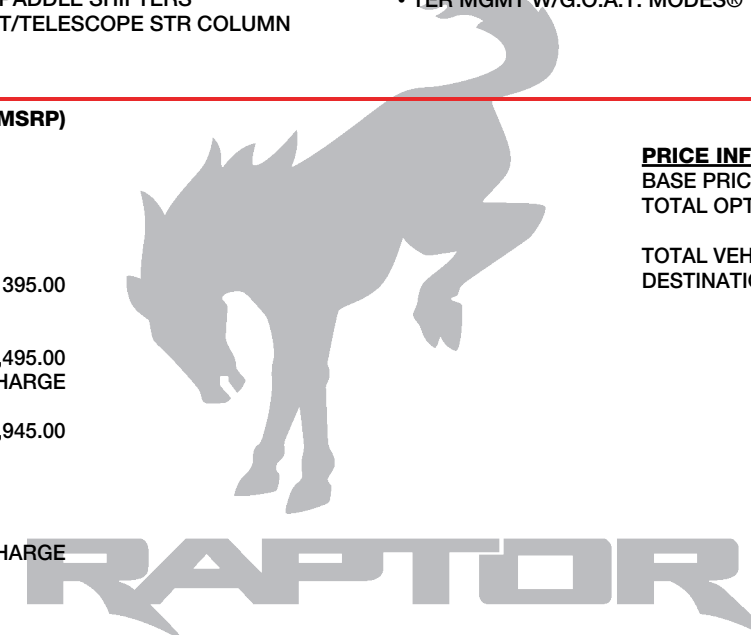 PADDLE SHIFTERS
T/TELESCOPE STR COLUMN
• TER MGMT W/G.O.A.T. MODES®
MSRP)
395.00
,495.00
HARGE
,945.00
HARGE
PRICE INF
BASE PRIC
TOTAL OPT
TOTAL VEH
DESTINATIO
RAPTOR